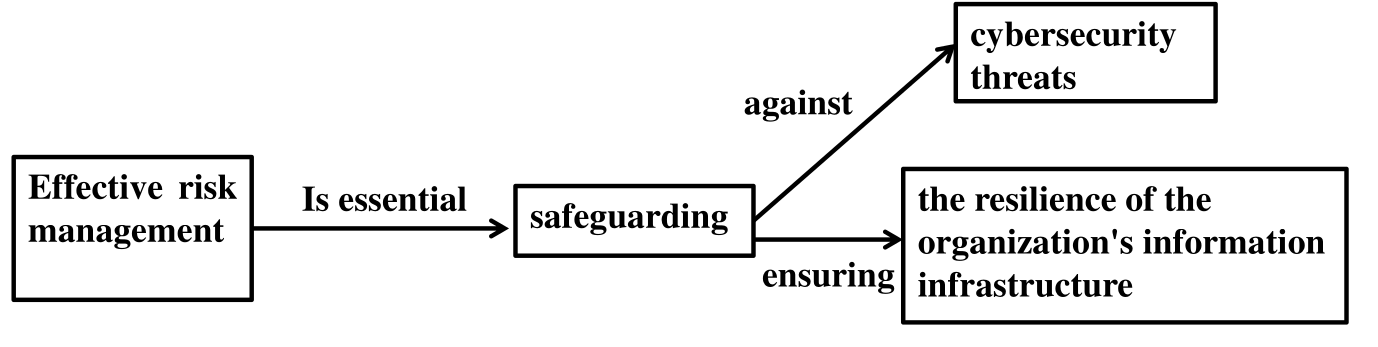 cybersecurity
threats
against
Effective risk
management
Is essential
safeguarding
ensuring
the resilience of the
organization's information
infrastructure